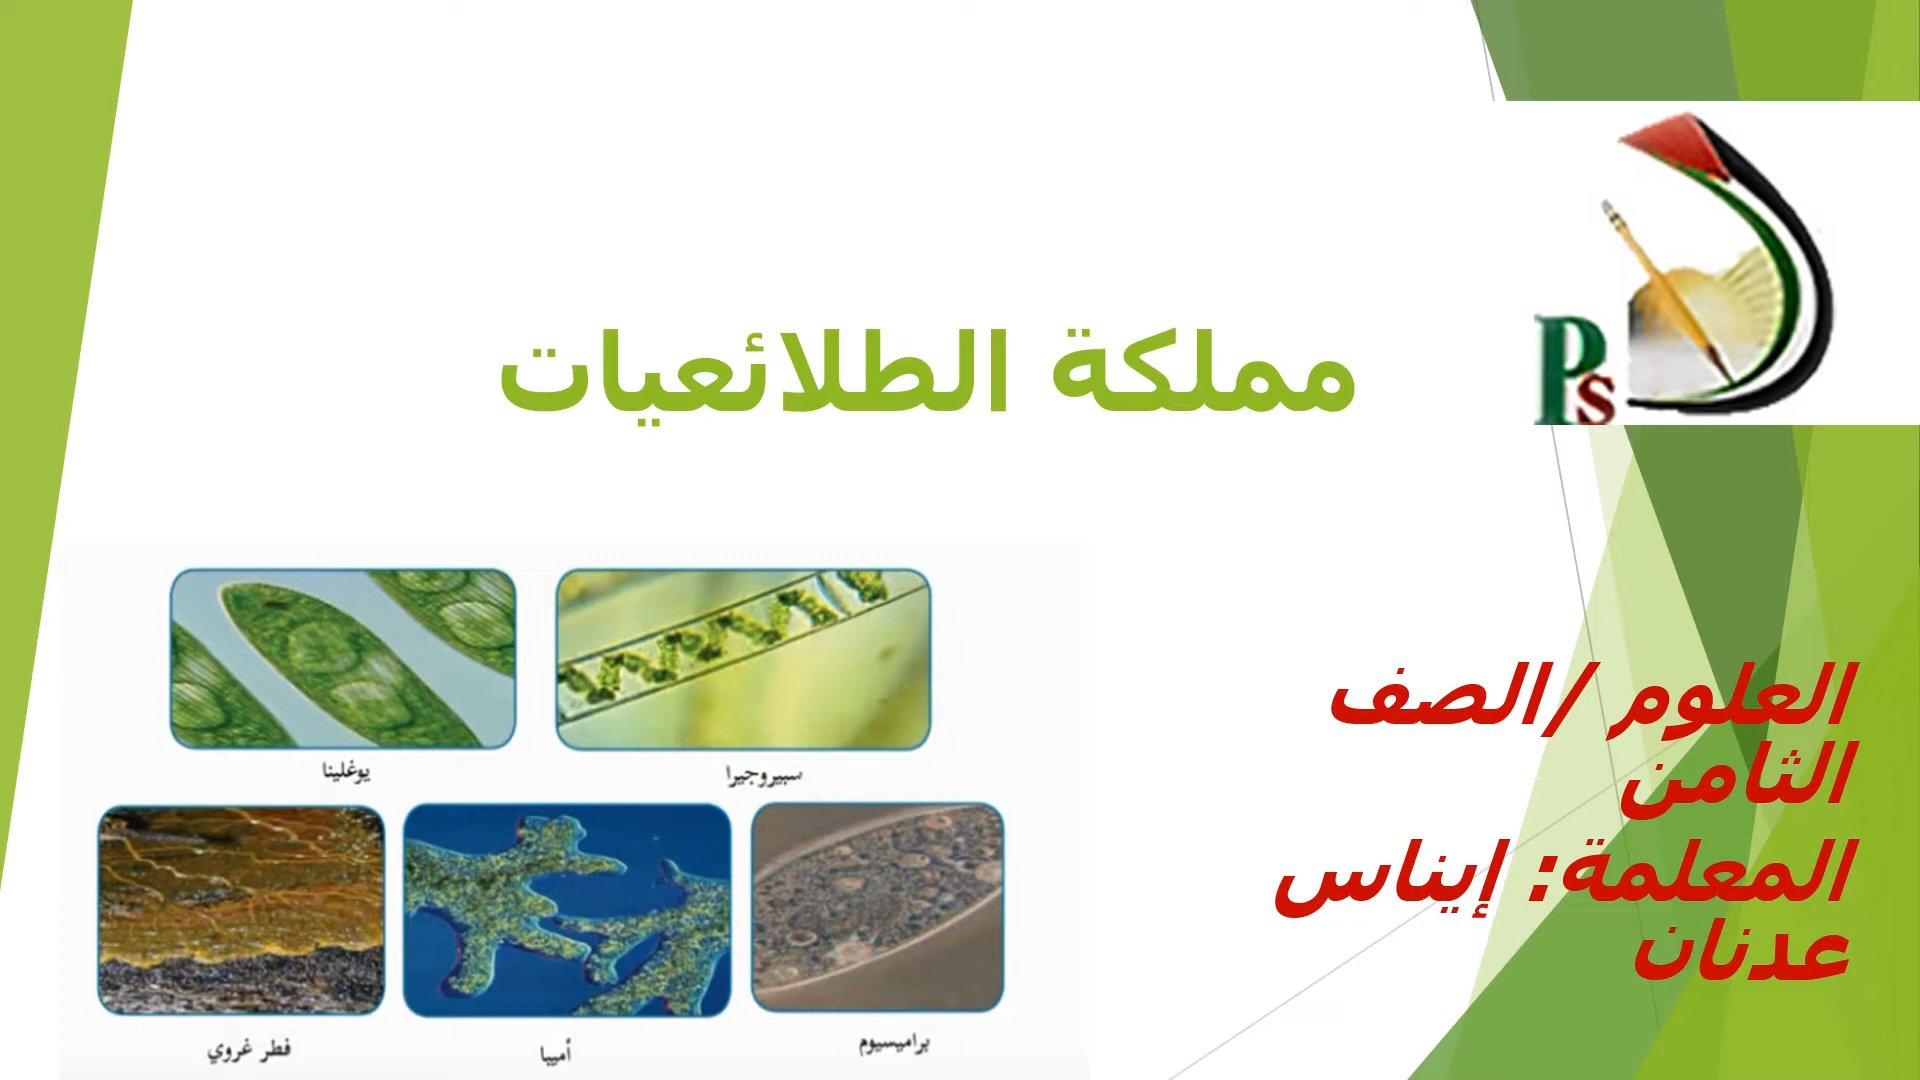 Ps
مملكة الطلائعيات
العلوم /الصف
الثامن
المعلمة: إيناس
عدنان
سبيروجيرا
يوغلينا
براميسيوم
أميبا
فطر غروي